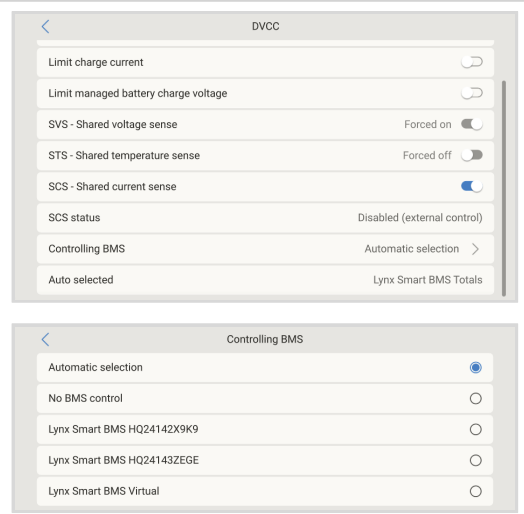 DVCC
Limit charge current
Limit managed battery charge voltage
SVS - Shared voltage sense Forced on
STS - Shared temperature sense Forced off
SCS - Shared current sense
SCS status Disabled (external control)
Controlling BMS Automatic selection
Auto selected Lynx Smart BMS Totals
Controlling BMS
Automatic selection
No BMS control
Lynx Smart BMS HQ24142X9K9
Lynx Smart BMS HQ24143ZEGE
Lynx Smart BMS Virtual